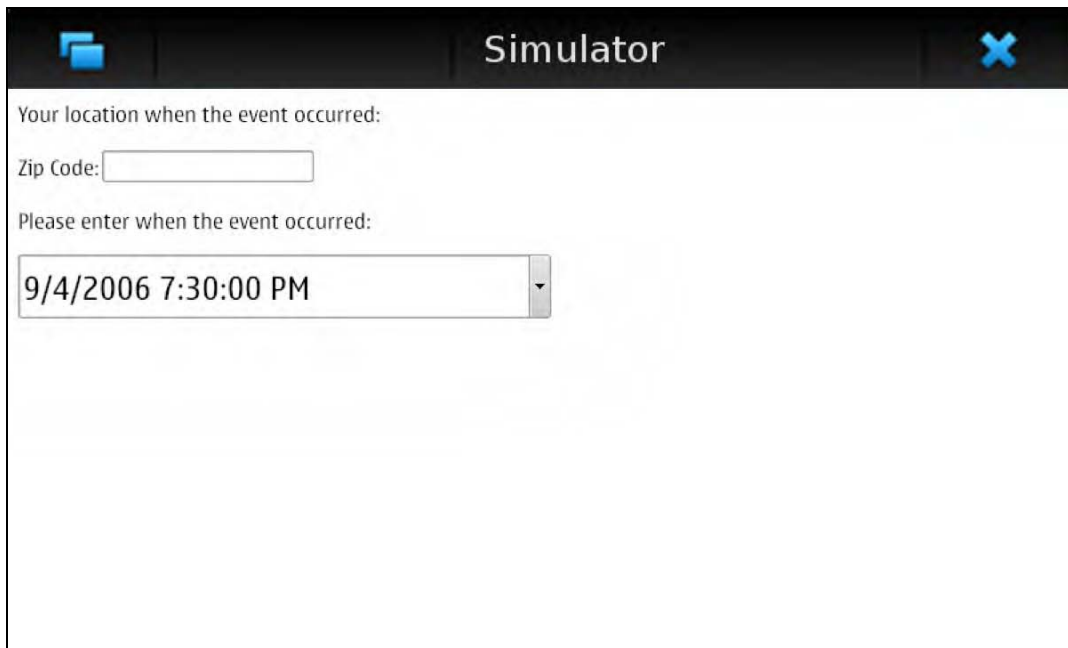 Simulator
Your location when the event occurred:
Zip Code:
Please enter when the event occurred:
9/4/2006 7:30:00 PM